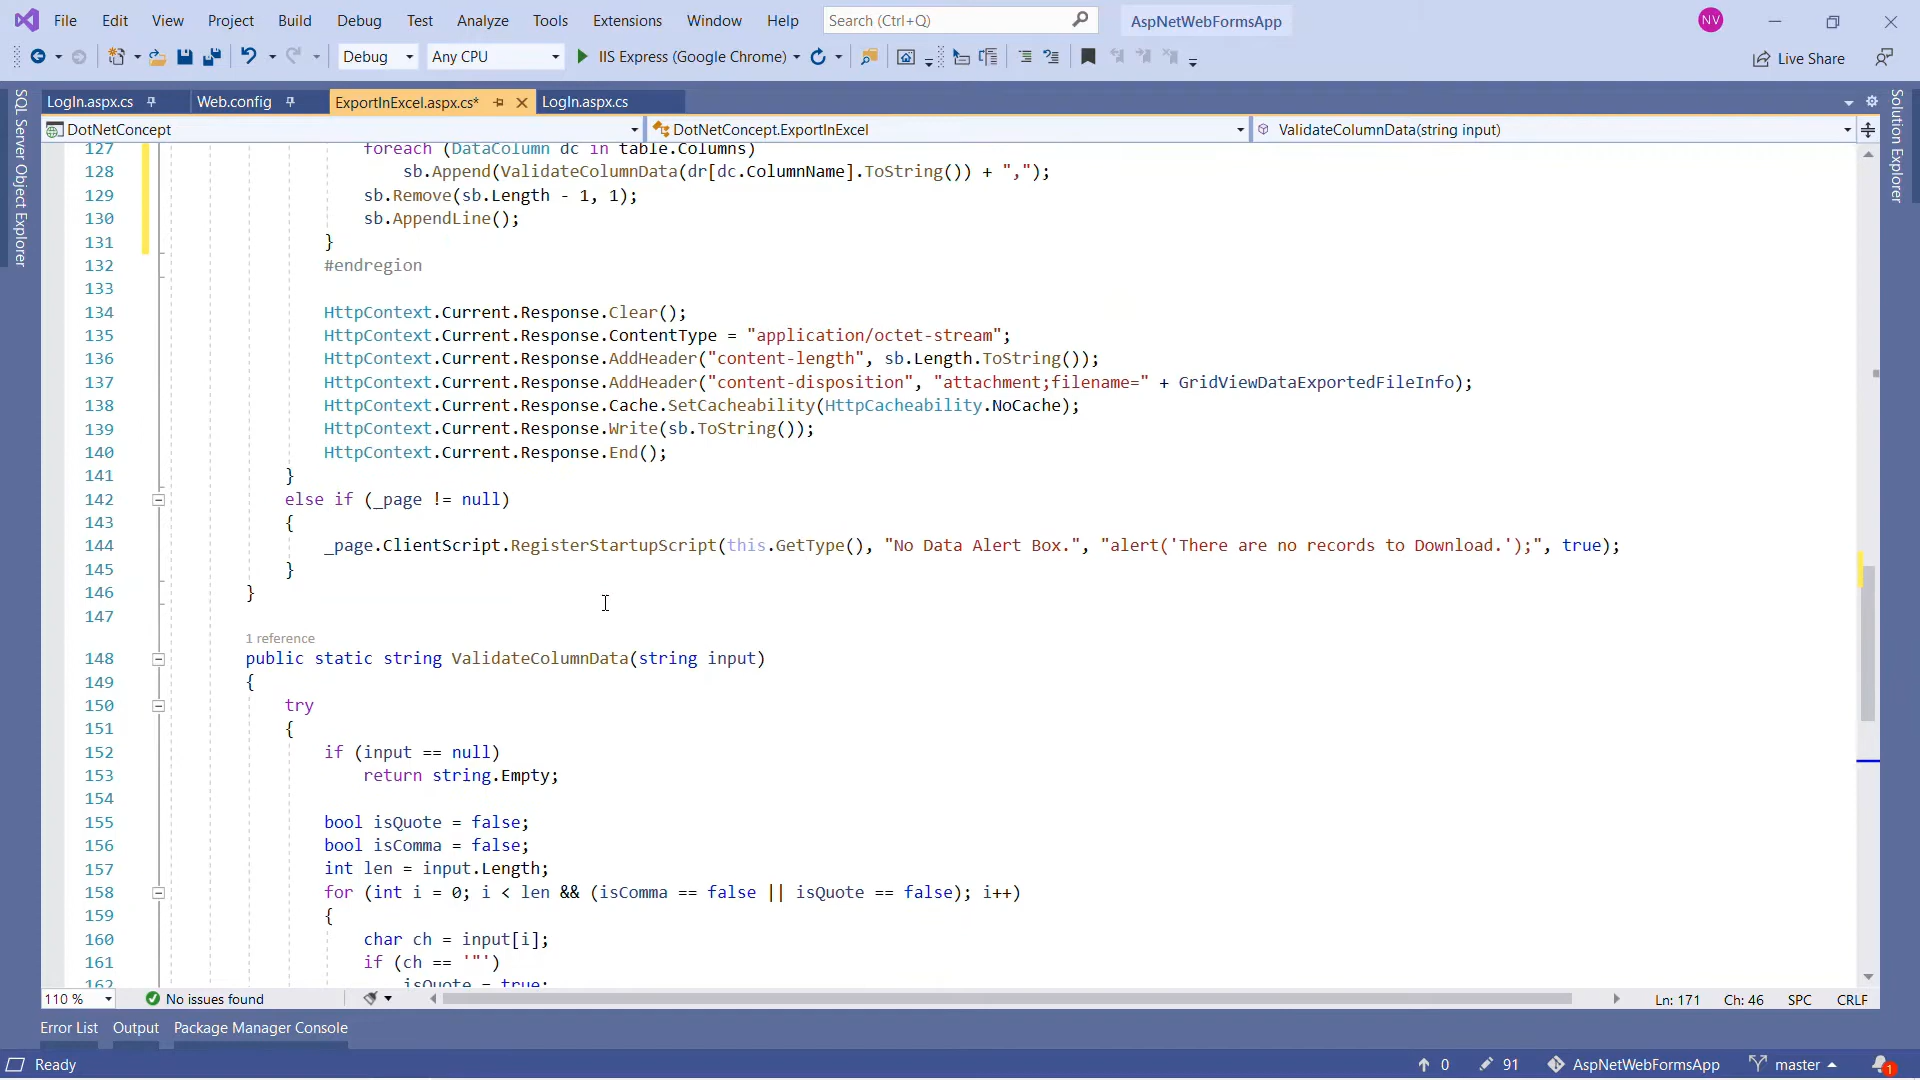 File Edit View Project Build Debug Test Analyze Tools Extensions Window Help Search (Ctrl+Q) AspNetWebFormsApp NV
Debug Any CPU IIS Express (Google Chrome) Live Share
LogIn.aspx.cs Web.config ExportInExcel.aspx.cs* LogIn.aspx.cs
DotNetConcept DotNetConcept.ExportInExcel ValidateColumnData(string input)
SQL Server Object Explorer
Solution Explorer
127 foreach (DataColumn dc in table.Columns)
128 sb.Append(ValidateColumnData(dr[dc.ColumnName].ToString()) + ",");
129 sb.Remove(sb.Length - 1, 1);
130 sb.AppendLine();
131 }
132 #endregion
133
134 HttpContext.Current.Response.Clear();
135 HttpContext.Current.Response.ContentType = "application/octet-stream";
136 HttpContext.Current.Response.AddHeader("content-length", sb.Length.ToString());
137 HttpContext.Current.Response.AddHeader("content-disposition", "attachment;filename=" + GridViewDataExportedFileInfo);
138 HttpContext.Current.Response.Cache.SetCacheability(HttpCacheability.NoCache);
139 HttpContext.Current.Response.Write(sb.ToString());
140 HttpContext.Current.Response.End();
141 }
142 else if (_page != null)
143 {
144 _page.ClientScript.RegisterStartupScript(this.GetType(), "No Data Alert Box.", "alert('There are no records to Download.');", true);
145 }
146 }
147
1 reference
148 public static string ValidateColumnData(string input)
149 {
150 try
151 {
152 if (input == null)
153 return string.Empty;
154
155 bool isQuote = false;
156 bool isComma = false;
157 int len = input.Length;
158 for (int i = 0; i < len && (isComma == false || isQuote == false); i++)
159 {
160 char ch = input[i];
161 if (ch == '"')
162 isQuote = true;
110 % No issues found Ln: 171 Ch: 46 SPC CRLF
Error List Output Package Manager Console
Ready 0 91 AspNetWebFormsApp master 1